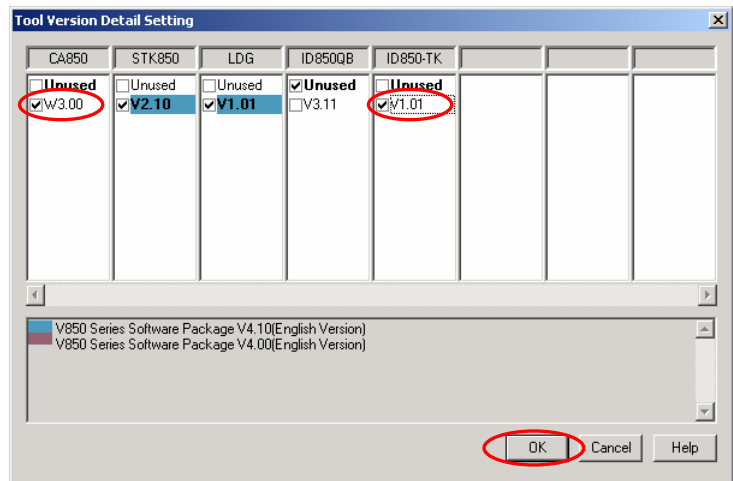 Tool Version Detail Setting
CA850 STK850 LDG ID850QB ID850-TK
Unused Unused Unused Unused Unused
W3.00 V2.10 V1.01 V3.11 V1.01
V850 Series Software Package V4.10(English Version)
V850 Series Software Package V4.00(English Version)
OK Cancel Help